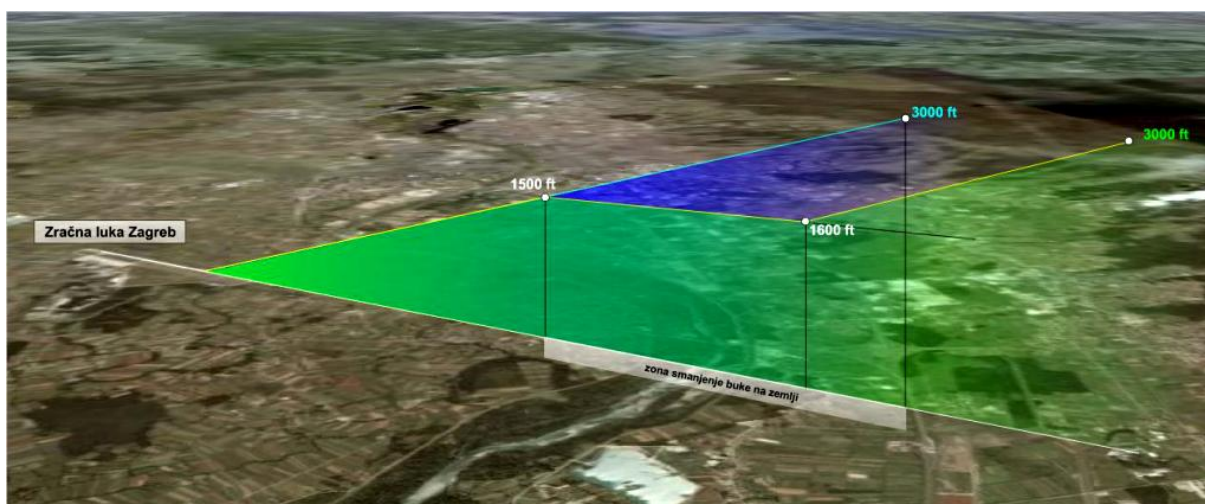 3000 ft
3000 ft
1500 ft
1600 ft
Zračna luka Zagreb
zona smanjenje buke na zemlji